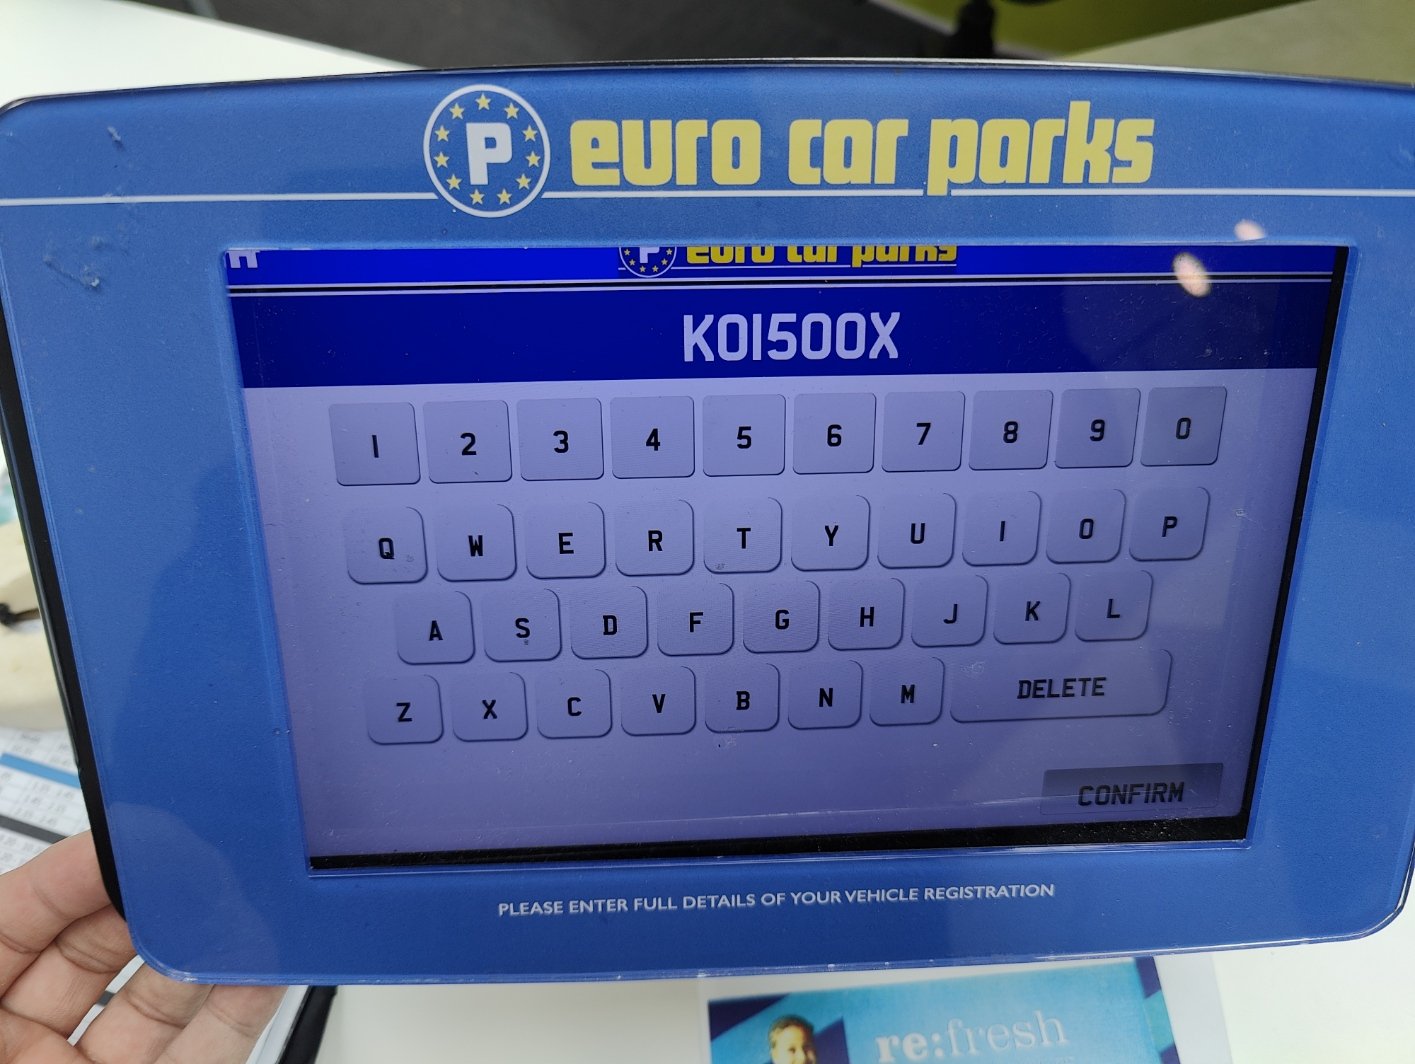 P euro car parks
P euro car parks
KO1500X
1 2 3 4 5 6 7 8 9 0
Q W E R T Y U I O P
A S D F G H J K L
Z X C V B N M DELETE
CONFIRM
PLEASE ENTER FULL DETAILS OF YOUR VEHICLE REGISTRATION
re:fresh